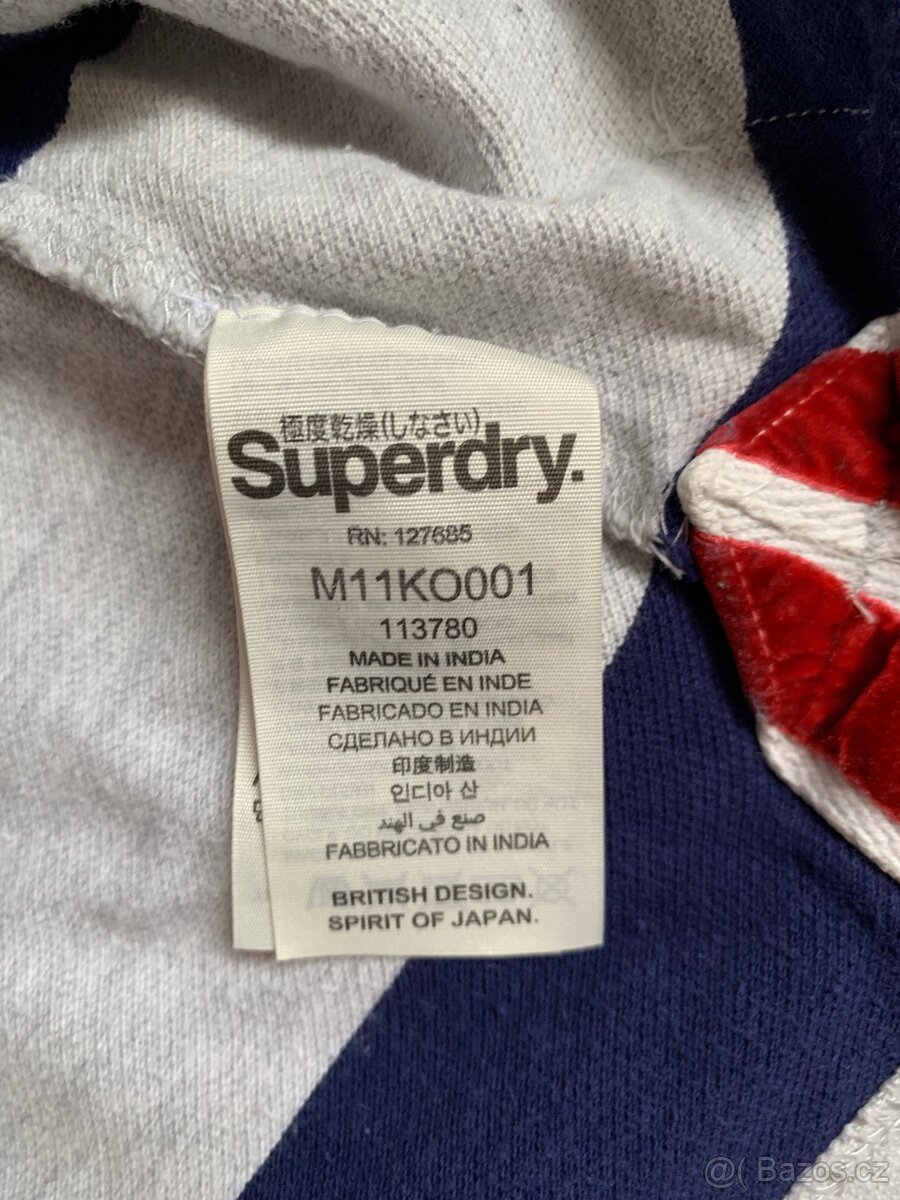 極度乾燥(しなさい)
Superdry.
RN: 127685
M11KO001
113780
MADE IN INDIA
FABRIQUÉ EN INDE
FABRICADO EN INDIA
СДЕЛАНО В ИНДИИ
印度制造
인디아 산
صنع في الهند
FABBRICATO IN INDIA
BRITISH DESIGN.
SPIRIT OF JAPAN.
@( Bazos.cz